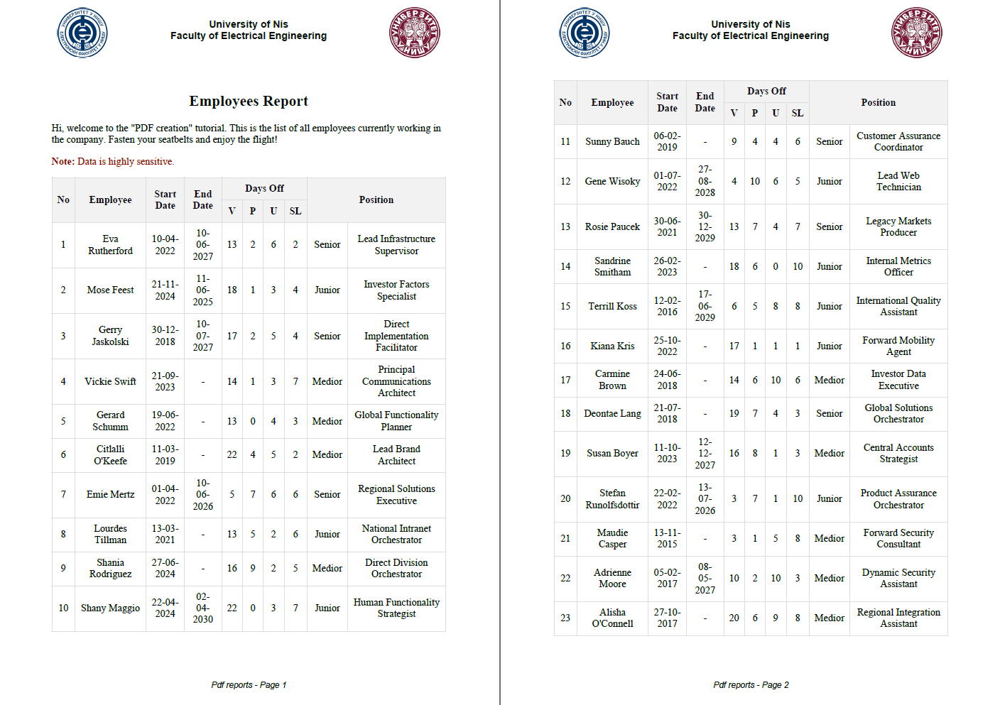 University of Nis
Faculty of Electrical Engineering
УНИВЕРЗИТЕТ У НИШУ
ЕЛЕКТРОНСКИ ФАКУЛТЕТ У НИШУ
УНИВЕРЗИТЕТ
НИШУ
Employees Report
Hi, welcome to the "PDF creation" tutorial. This is the list of all employees currently working in
the company. Fasten your seatbelts and enjoy the flight!
Note: Data is highly sensitive.
No Employee Start Date End Date Days Off Position
V P U SL
1 Eva Rutherford 10-04-2022 10-06-2027 13 2 6 2 Senior Lead Infrastructure Supervisor
2 Mose Feest 21-11-2024 11-06-2025 18 1 3 4 Junior Investor Factors Specialist
3 Gerry Jaskolski 30-12-2018 10-07-2027 17 2 5 4 Senior Direct Implementation Facilitator
4 Vickie Swift 21-09-2023 - 14 1 3 7 Medior Principal Communications Architect
5 Gerard Schumm 19-06-2022 - 13 0 4 3 Medior Global Functionality Planner
6 Citlalli O'Keefe 11-03-2019 - 22 4 5 2 Medior Lead Brand Architect
7 Emie Mertz 01-04-2022 10-06-2026 5 7 6 6 Senior Regional Solutions Executive
8 Lourdes Tillman 13-03-2021 - 13 5 2 6 Junior National Intranet Orchestrator
9 Shania Rodriguez 27-06-2024 - 16 9 2 5 Medior Direct Division Orchestrator
10 Shany Maggio 22-04-2024 02-04-2030 22 0 3 7 Junior Human Functionality Strategist
Pdf reports - Page 1
University of Nis
Faculty of Electrical Engineering
УНИВЕРЗИТЕТ У НИШУ
ЕЛЕКТРОНСКИ ФАКУЛТЕТ У НИШУ
УНИВЕРЗИТЕТ
НИШУ
No Employee Start Date End Date Days Off Position
V P U SL
11 Sunny Bauch 06-02-2019 - 9 4 4 6 Senior Customer Assurance Coordinator
12 Gene Wisoky 01-07-2022 27-08-2028 4 10 6 5 Junior Lead Web Technician
13 Rosie Paucek 30-06-2021 30-12-2029 13 7 4 7 Senior Legacy Markets Producer
14 Sandrine Smitham 26-02-2023 - 18 6 0 10 Junior Internal Metrics Officer
15 Terrill Koss 12-02-2016 17-06-2029 6 5 8 8 Junior International Quality Assistant
16 Kiana Kris 25-10-2022 - 17 1 1 1 Junior Forward Mobility Agent
17 Carmine Brown 24-06-2018 - 14 6 10 6 Medior Investor Data Executive
18 Deontae Lang 21-07-2018 - 19 7 4 3 Senior Global Solutions Orchestrator
19 Susan Boyer 11-10-2023 12-12-2027 16 8 1 3 Medior Central Accounts Strategist
20 Stefan Runolfsdottir 22-02-2022 13-07-2026 3 7 1 10 Junior Product Assurance Orchestrator
21 Maudie Casper 13-11-2015 - 3 1 5 8 Medior Forward Security Consultant
22 Adrienne Moore 05-02-2017 08-05-2027 10 2 10 3 Medior Dynamic Security Assistant
23 Alisha O'Connell 27-10-2017 - 20 6 9 8 Medior Regional Integration Assistant
Pdf reports - Page 2